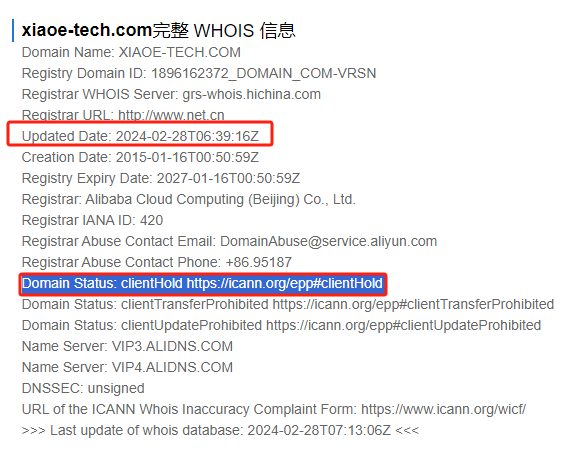 xiaoe-tech.com完整 WHOIS 信息
Domain Name: XIAOE-TECH.COM
Registry Domain ID: 1896162372_DOMAIN_COM-VRSN
Registrar WHOIS Server: grs-whois.hichina.com
Registrar URL: http://www.net.cn
Updated Date: 2024-02-28T06:39:16Z
Creation Date: 2015-01-16T00:50:59Z
Registry Expiry Date: 2027-01-16T00:50:59Z
Registrar: Alibaba Cloud Computing (Beijing) Co., Ltd.
Registrar IANA ID: 420
Registrar Abuse Contact Email: DomainAbuse@service.aliyun.com
Registrar Abuse Contact Phone: +86.95187
Domain Status: clientHold https://icann.org/epp#clientHold
Domain Status: clientTransferProhibited https://icann.org/epp#clientTransferProhibited
Domain Status: clientUpdateProhibited https://icann.org/epp#clientUpdateProhibited
Name Server: VIP3.ALIDNS.COM
Name Server: VIP4.ALIDNS.COM
DNSSEC: unsigned
URL of the ICANN Whois Inaccuracy Complaint Form: https://www.icann.org/wicf/
>>> Last update of whois database: 2024-02-28T07:13:06Z <<<